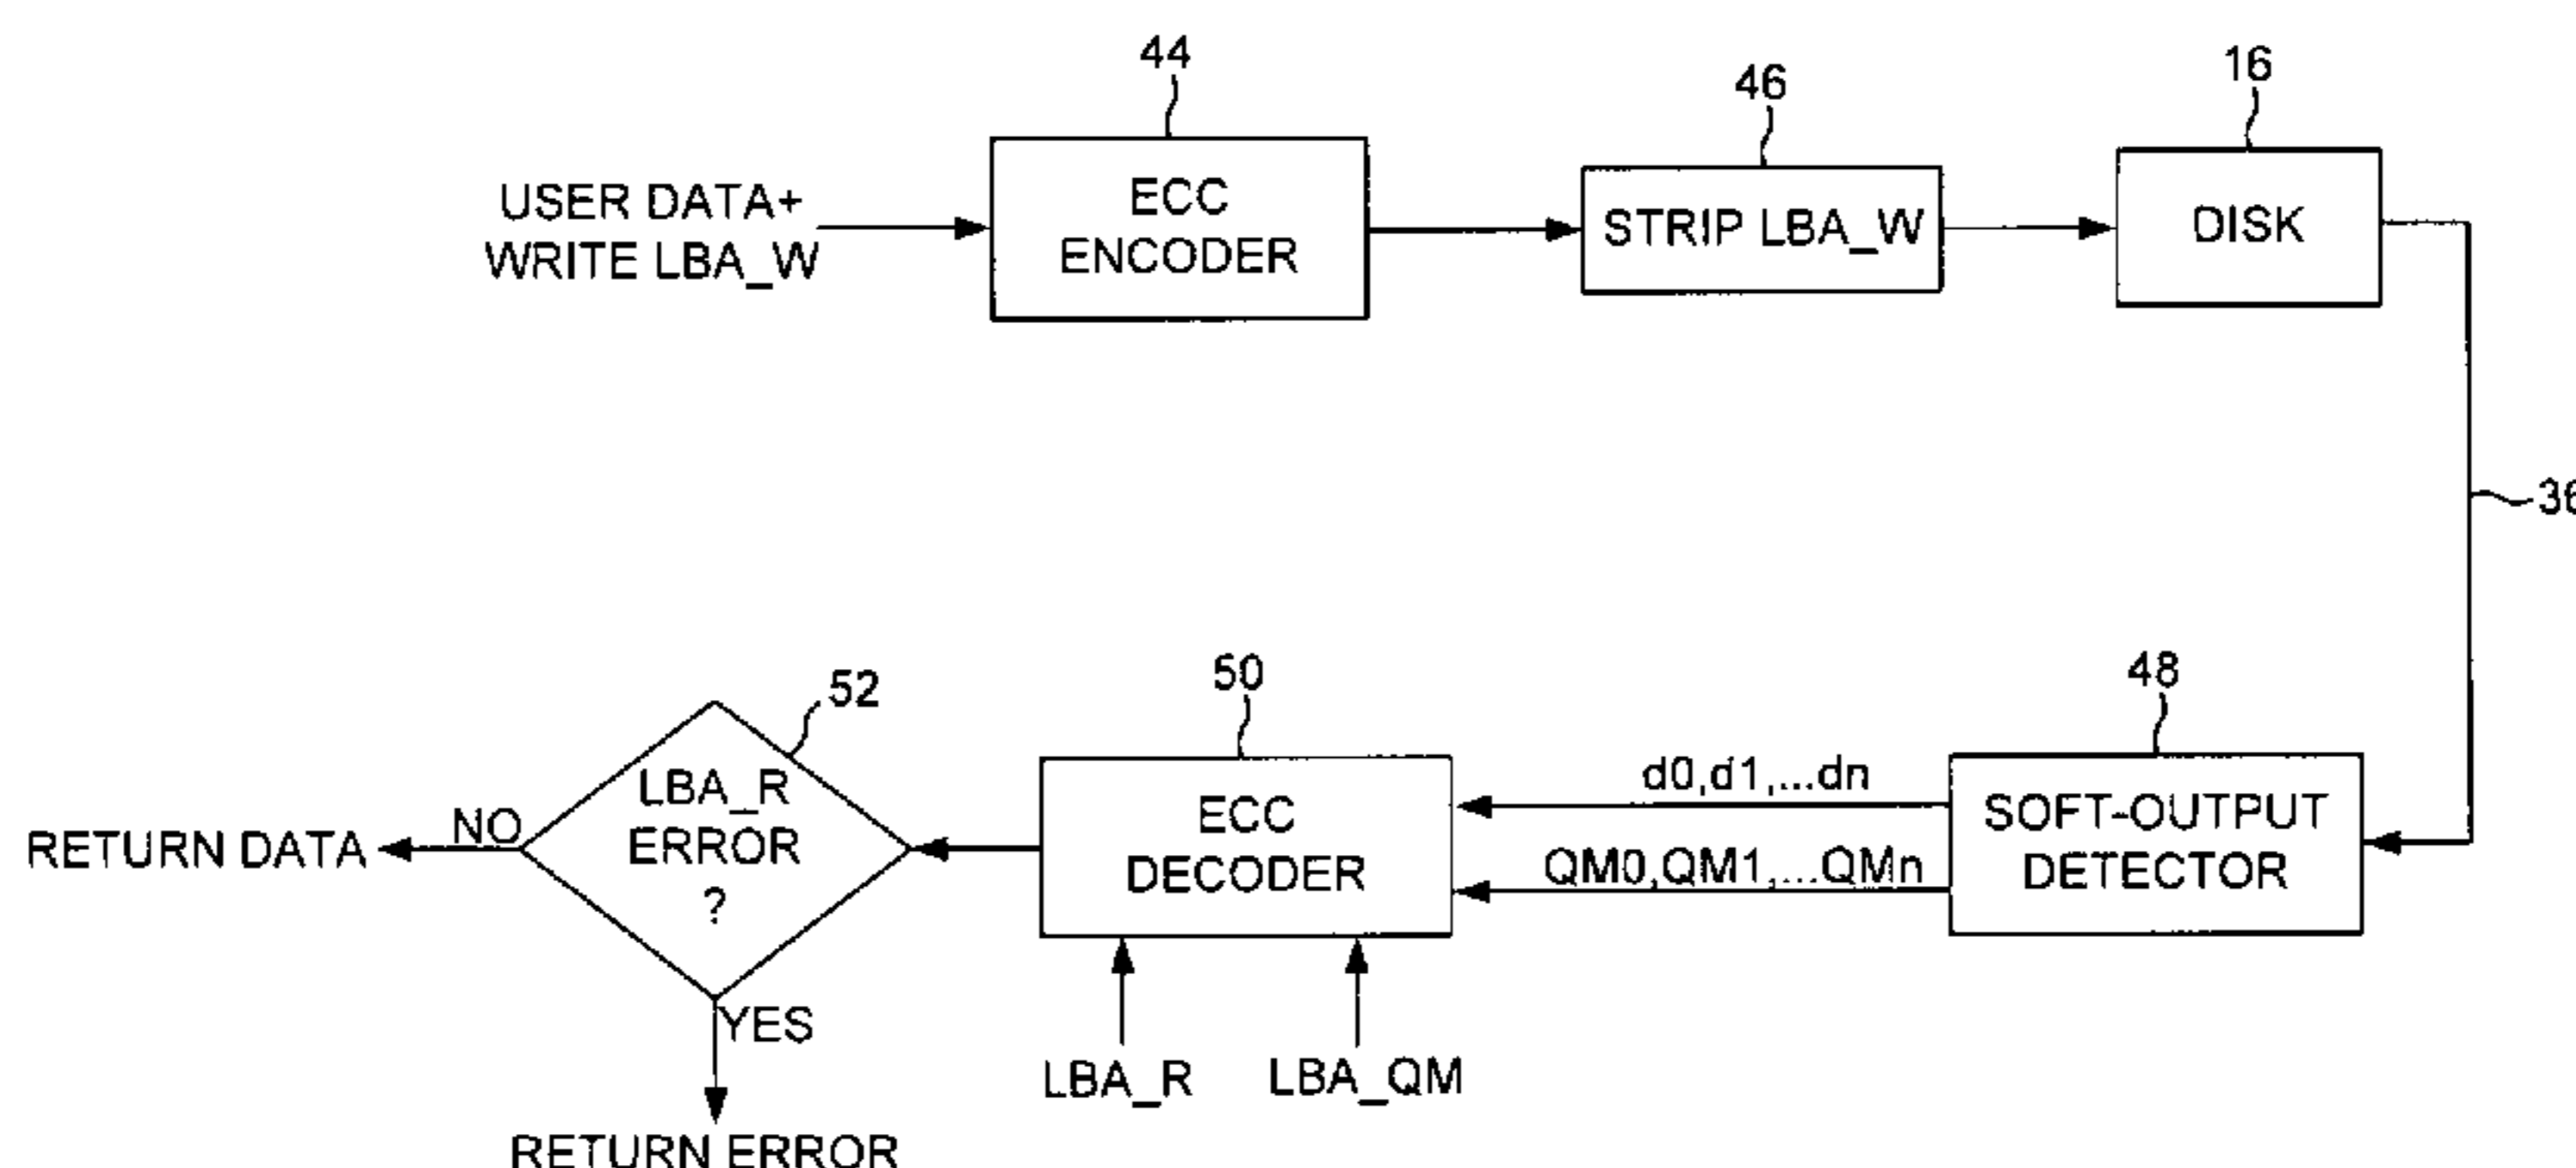 44
46
16
USER DATA+
WRITE LBA_W
ECC
ENCODER
STRIP LBA_W
DISK
36
52
50
48
LBA_R
ERROR
?
NO
YES
RETURN DATA
RETURN ERROR
ECC
DECODER
d0,d1,...dn
QM0,QM1,...QMn
SOFT-OUTPUT
DETECTOR
LBA_R
LBA_QM